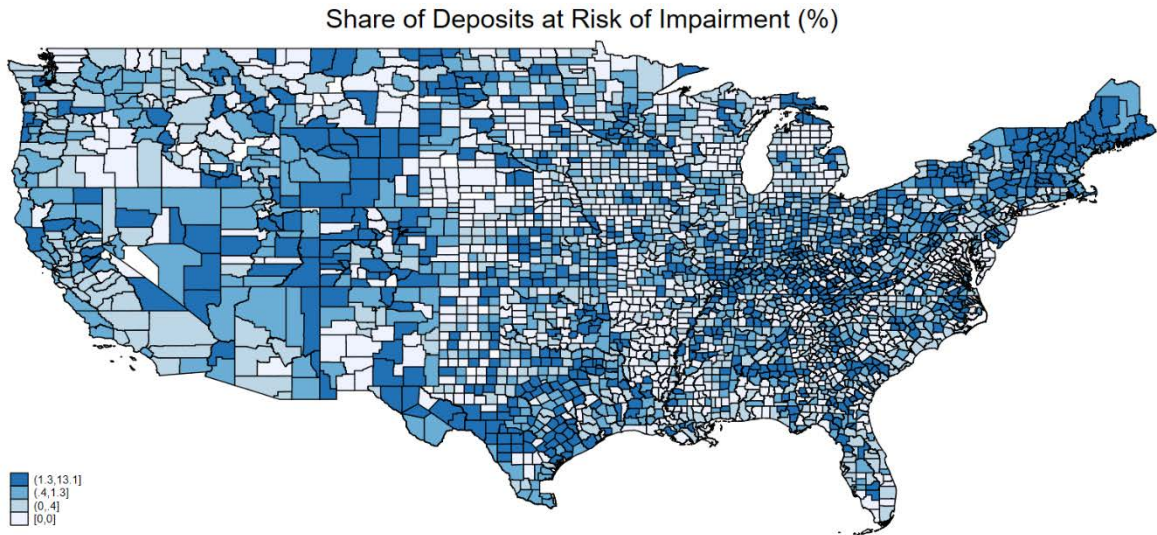 Share of Deposits at Risk of Impairment (%)
(1.3,13.1]
(.4,1.3]
(0,.4]
[0,0]